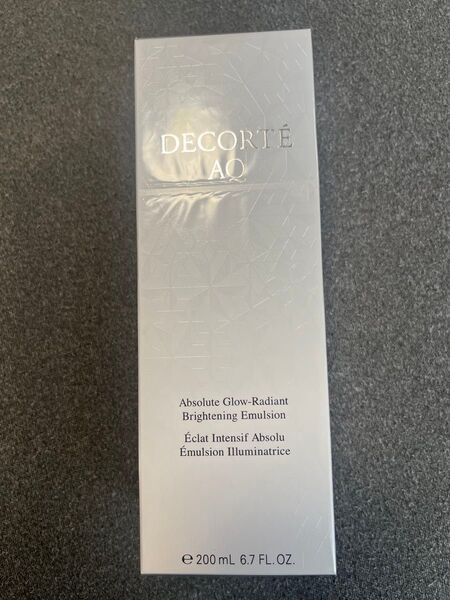 DECORTÉ
AQ
Absolute Glow-Radiant
Brightening Emulsion
Éclat Intensif Absolu
Émulsion Illuminatrice
℮ 200 mL 6.7 FL. OZ.